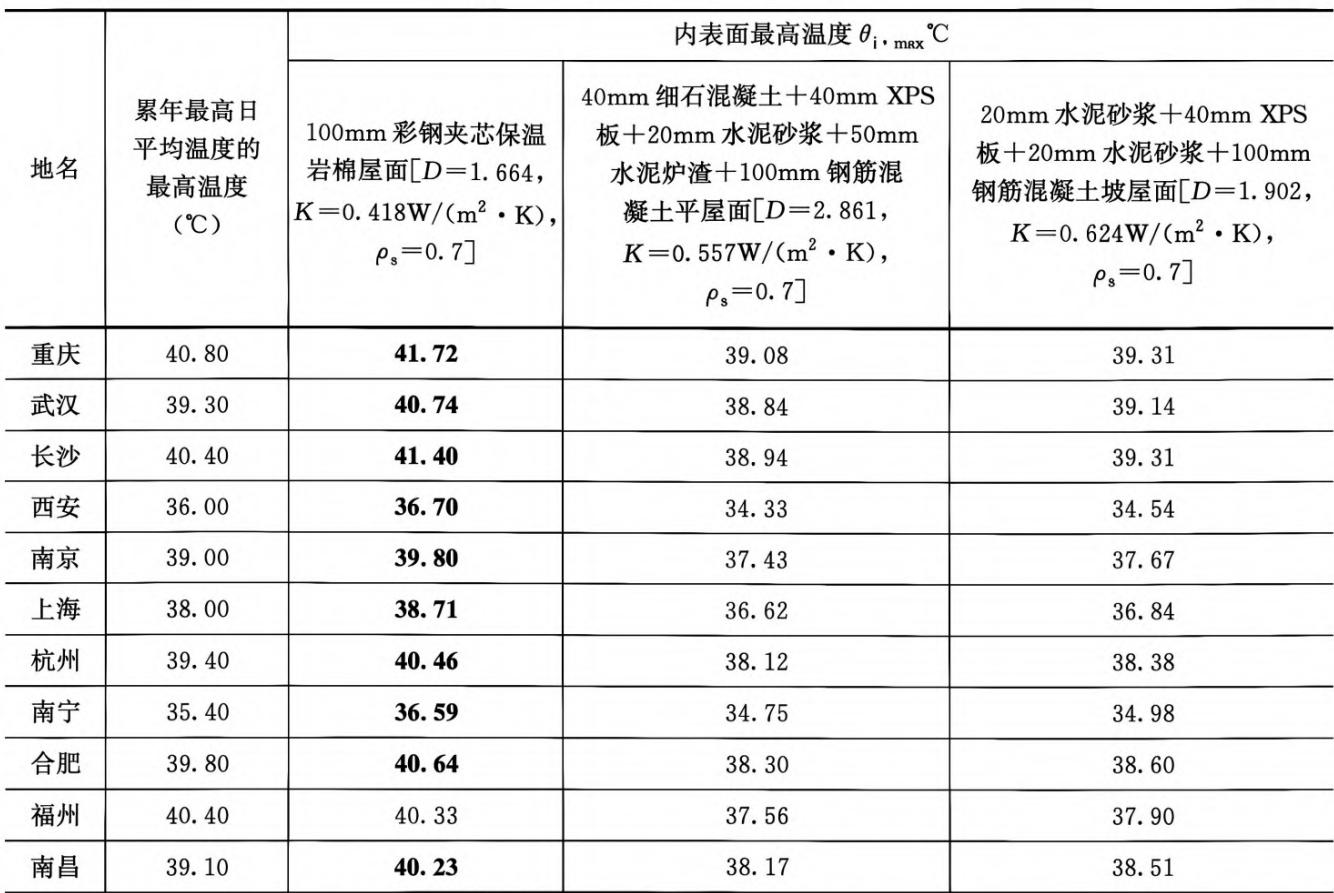 地名
累年最高日
平均温度的
最高温度
(℃)
内表面最高温度 θi, max℃
100mm 彩钢夹芯保温
岩棉屋面[D=1.664,
K=0.418W/(m²·K),
ρs=0.7]
40mm 细石混凝土+40mm XPS
板+20mm 水泥砂浆+50mm
水泥炉渣+100mm 钢筋混
凝土平屋面[D=2.861,
K=0.557W/(m²·K),
ρs=0.7]
20mm 水泥砂浆+40mm XPS
板+20mm 水泥砂浆+100mm
钢筋混凝土坡屋面[D=1.902,
K=0.624W/(m²·K),
ρs=0.7]
重庆 40.80 41.72 39.08 39.31
武汉 39.30 40.74 38.84 39.14
长沙 40.40 41.40 38.94 39.31
西安 36.00 36.70 34.33 34.54
南京 39.00 39.80 37.43 37.67
上海 38.00 38.71 36.62 36.84
杭州 39.40 40.46 38.12 38.38
南宁 35.40 36.59 34.75 34.98
合肥 39.80 40.64 38.30 38.60
福州 40.40 40.33 37.56 37.90
南昌 39.10 40.23 38.17 38.51